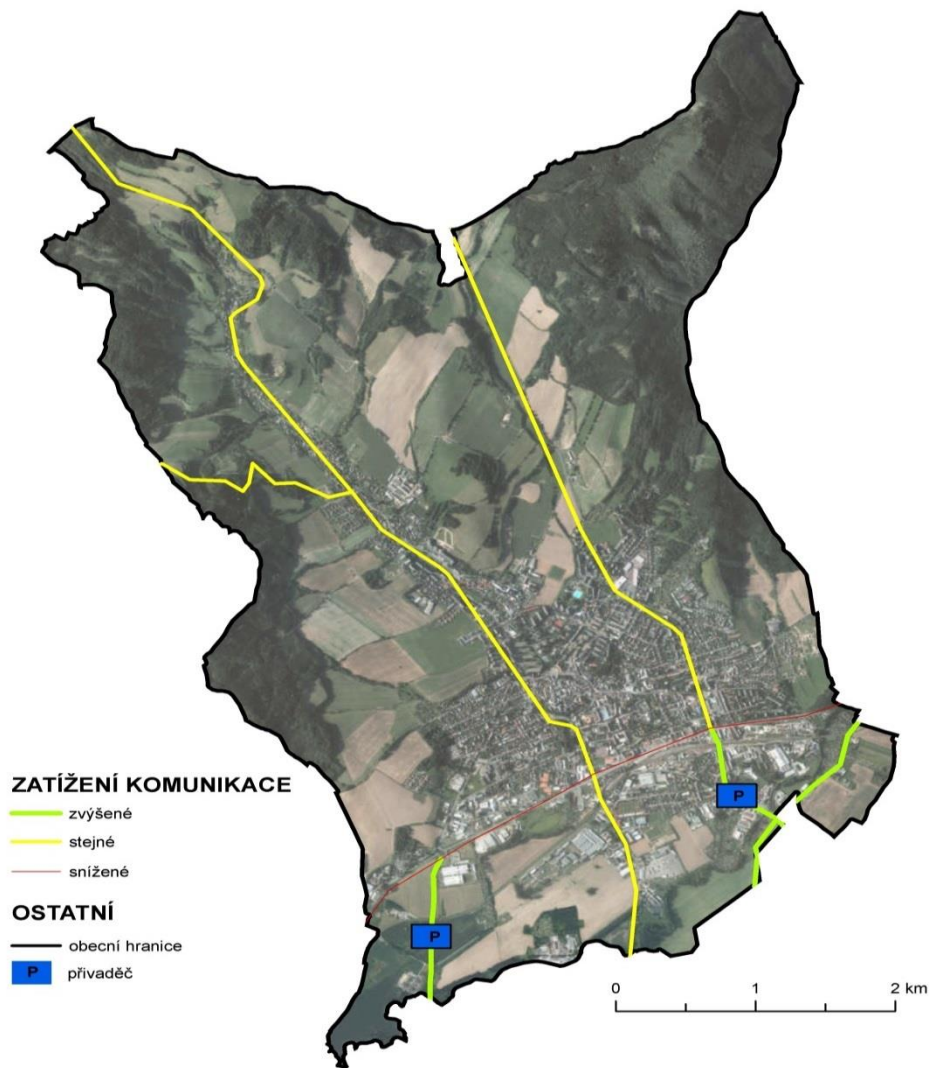 ZATÍŽENÍ KOMUNIKACE
zvýšené
stejné
snížené
OSTATNÍ
obecní hranice
P přivaděč
P
P
0 1 2 km